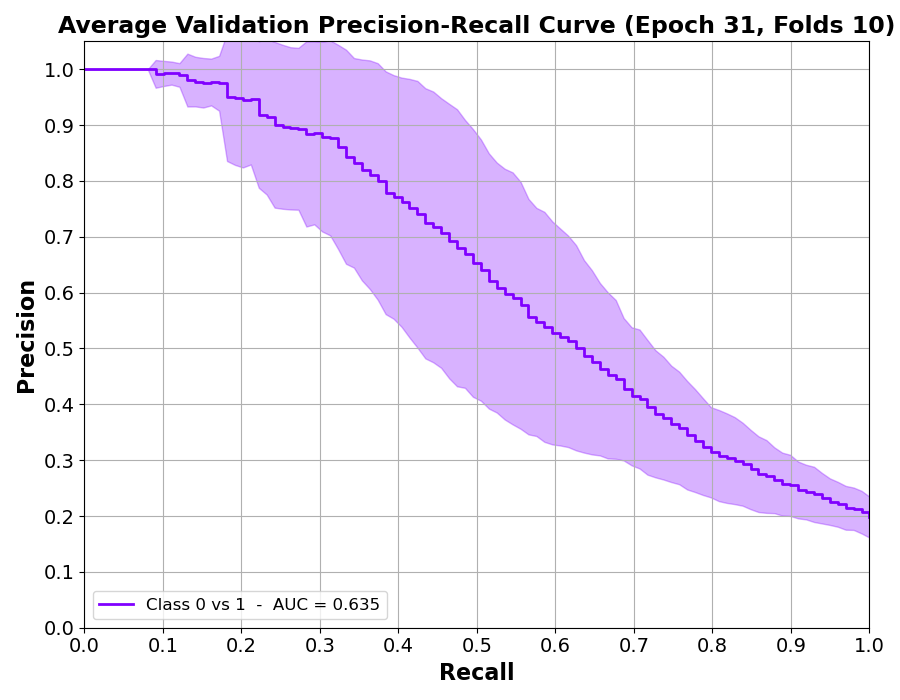 Average Validation Precision-Recall Curve (Epoch 31, Folds 10)
Precision
1.0
0.9
0.8
0.7
0.6
0.5
0.4
0.3
0.2
0.1
0.0
Class 0 vs 1 - AUC = 0.635
0.0 0.1 0.2 0.3 0.4 0.5 0.6 0.7 0.8 0.9 1.0
Recall